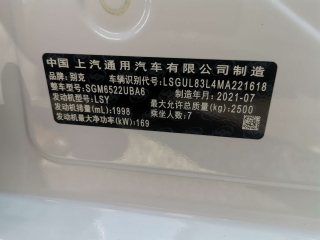 中国 上汽通用汽车有限公司制造
品牌：别克 车辆识别代号：LSGUL83L4MA221618
整车型号：SGM6522UBA6 制造年月：2021-07
发动机型号：LSY 最大允许总质量(kg)：2500
发动机排量(mL)：1998 乘坐人数：7
发动机最大净功率(kW)：169